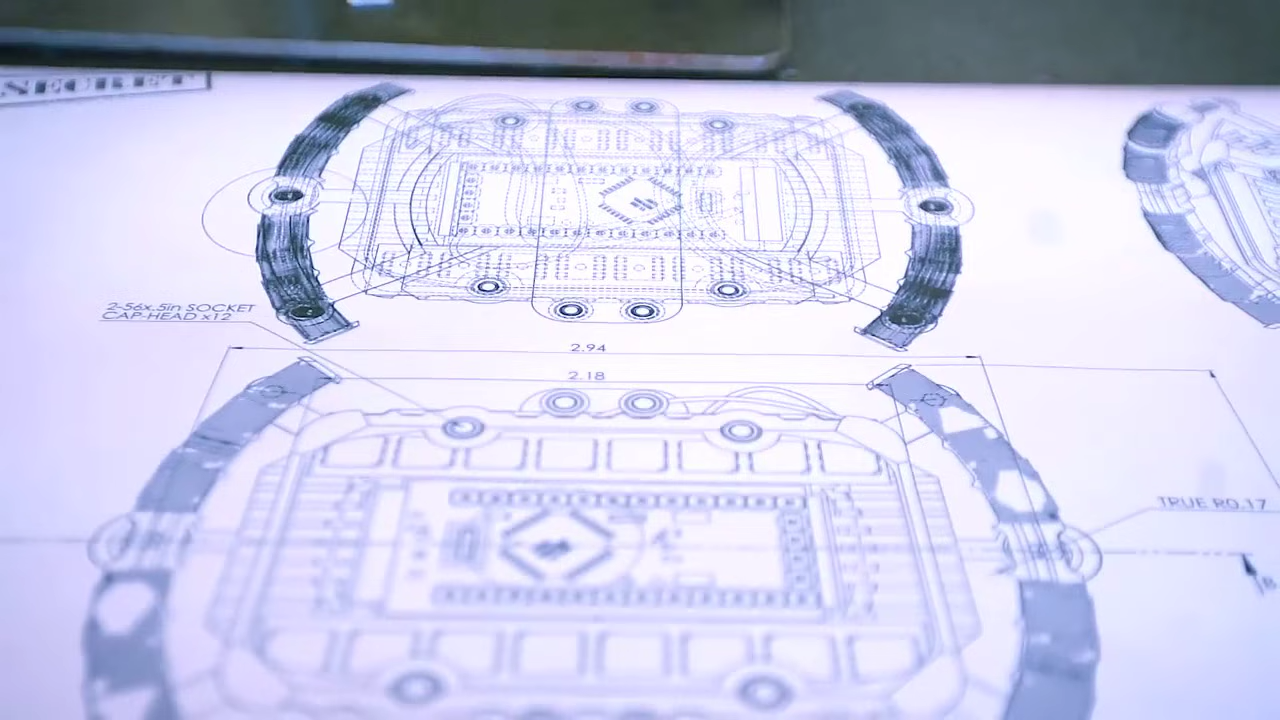 SECRET
2-56x.5in SOCKET
CAP-HEAD x12
2.94
2.18
TRUE R0.17